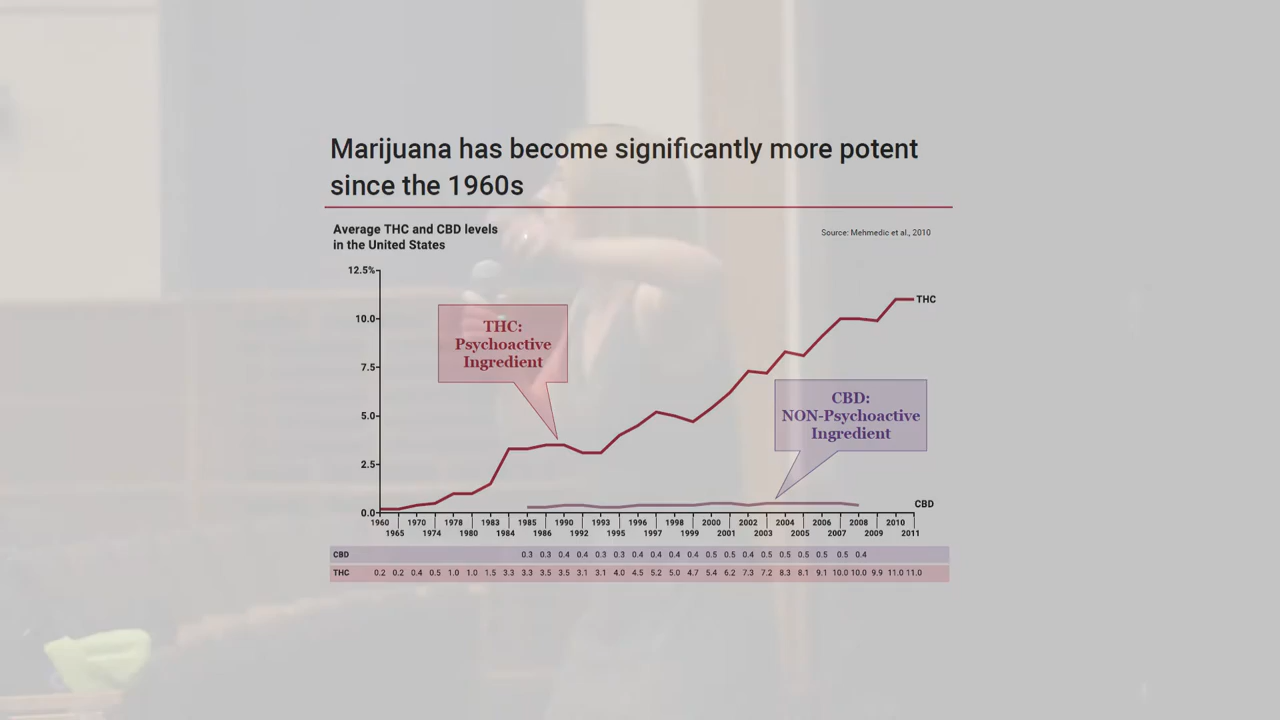 Marijuana has become significantly more potent
since the 1960s
Average THC and CBD levels
in the United States
Source: Mehmedic et al., 2010
12.5%
10.0
7.5
5.0
2.5
0.0
THC:
Psychoactive
Ingredient
CBD:
NON-Psychoactive
Ingredient
THC
CBD
1960 1970 1978 1983 1985 1990 1993 1996 1998 2000 2002 2004 2006 2008 2010
1965 1974 1980 1984 1986 1992 1995 1997 1999 2001 2003 2005 2007 2009 2011
CBD 0.3 0.3 0.4 0.4 0.3 0.3 0.4 0.4 0.4 0.4 0.5 0.5 0.4 0.5 0.5 0.5 0.5 0.5 0.4
THC 0.2 0.2 0.4 0.5 1.0 1.0 1.5 3.3 3.3 3.5 3.5 3.1 3.1 4.0 4.5 5.2 5.0 4.7 5.4 6.2 7.3 7.2 8.3 8.1 9.1 10.0 10.0 9.9 11.0 11.0